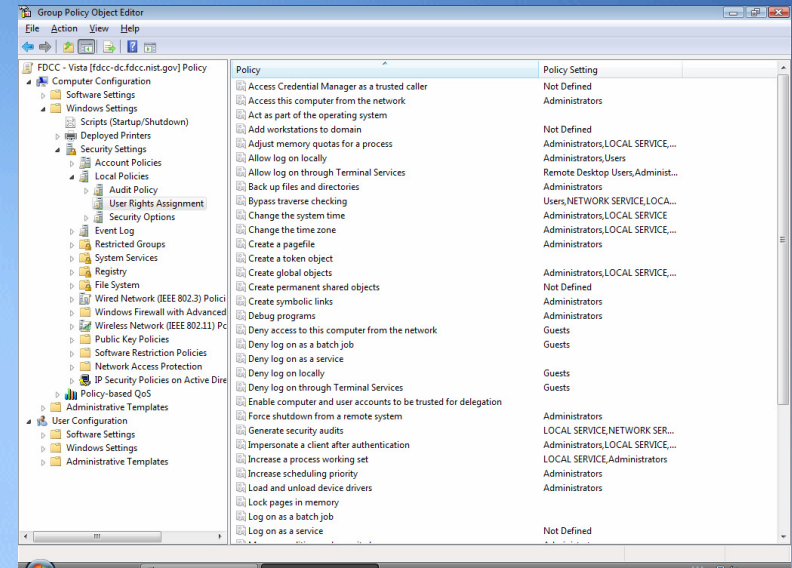 Group Policy Object Editor
File Action View Help
FDCC - Vista [fdcc-dc.fdcc.nist.gov] Policy
Computer Configuration
Software Settings
Windows Settings
Scripts (Startup/Shutdown)
Deployed Printers
Security Settings
Account Policies
Local Policies
Audit Policy
User Rights Assignment
Security Options
Event Log
Restricted Groups
System Services
Registry
File System
Wired Network (IEEE 802.3) Polici
Windows Firewall with Advanced
Wireless Network (IEEE 802.11) Pc
Public Key Policies
Software Restriction Policies
Network Access Protection
IP Security Policies on Active Dire
Policy-based QoS
Administrative Templates
User Configuration
Software Settings
Windows Settings
Administrative Templates
Policy Policy Setting
Access Credential Manager as a trusted caller Not Defined
Access this computer from the network Administrators
Act as part of the operating system
Add workstations to domain Not Defined
Adjust memory quotas for a process Administrators,LOCAL SERVICE,...
Allow log on locally Administrators,Users
Allow log on through Terminal Services Remote Desktop Users,Administ...
Back up files and directories Administrators
Bypass traverse checking Users,NETWORK SERVICE,LOCA...
Change the system time Administrators,LOCAL SERVICE
Change the time zone Administrators,LOCAL SERVICE,...
Create a pagefile Administrators
Create a token object
Create global objects Administrators,LOCAL SERVICE,...
Create permanent shared objects Not Defined
Create symbolic links Administrators
Debug programs Administrators
Deny access to this computer from the network Guests
Deny log on as a batch job Guests
Deny log on as a service
Deny log on locally Guests
Deny log on through Terminal Services Guests
Enable computer and user accounts to be trusted for delegation
Force shutdown from a remote system Administrators
Generate security audits LOCAL SERVICE,NETWORK SER...
Impersonate a client after authentication Administrators,LOCAL SERVICE,...
Increase a process working set LOCAL SERVICE,Administrators
Increase scheduling priority Administrators
Load and unload device drivers Administrators
Lock pages in memory
Log on as a batch job
Log on as a service Not Defined